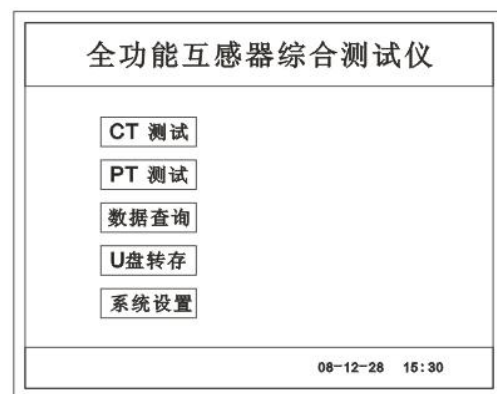 全功能互感器综合测试仪
CT 测试
PT 测试
数据查询
U盘转存
系统设置
08-12-28 15:30